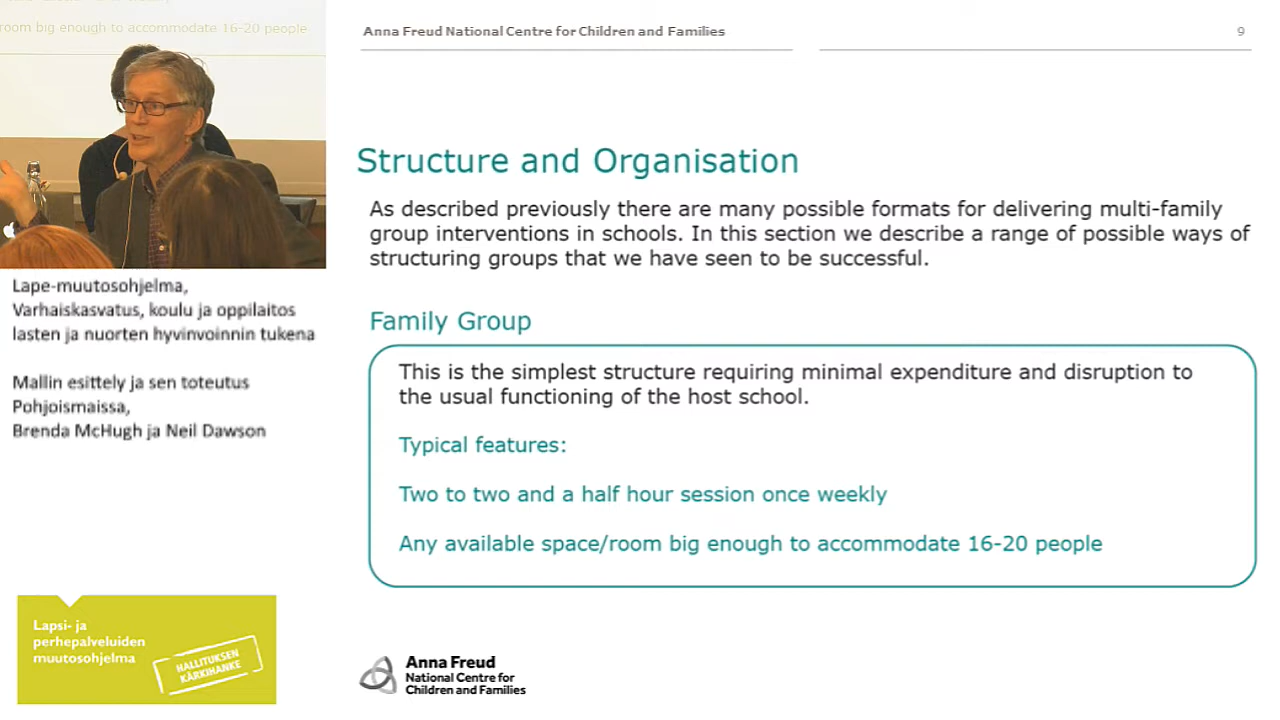 room big enough to accommodate 16-20 people
Anna Freud National Centre for Children and Families
9
Structure and Organisation
As described previously there are many possible formats for delivering multi-family
group interventions in schools. In this section we describe a range of possible ways of
structuring groups that we have seen to be successful.
Family Group
This is the simplest structure requiring minimal expenditure and disruption to
the usual functioning of the host school.
Typical features:
Two to two and a half hour session once weekly
Any available space/room big enough to accommodate 16-20 people
Lape-muutosohjelma,
Varhaiskasvatus, koulu ja oppilaitos
lasten ja nuorten hyvinvoinnin tukena
Mallin esittely ja sen toteutus
Pohjoismaissa,
Brenda McHugh ja Neil Dawson
Lapsi- ja
perhepalveluiden
muutosohjelma
HALLITUKSEN
KÄRKIHANKE
Anna Freud
National Centre for
Children and Families